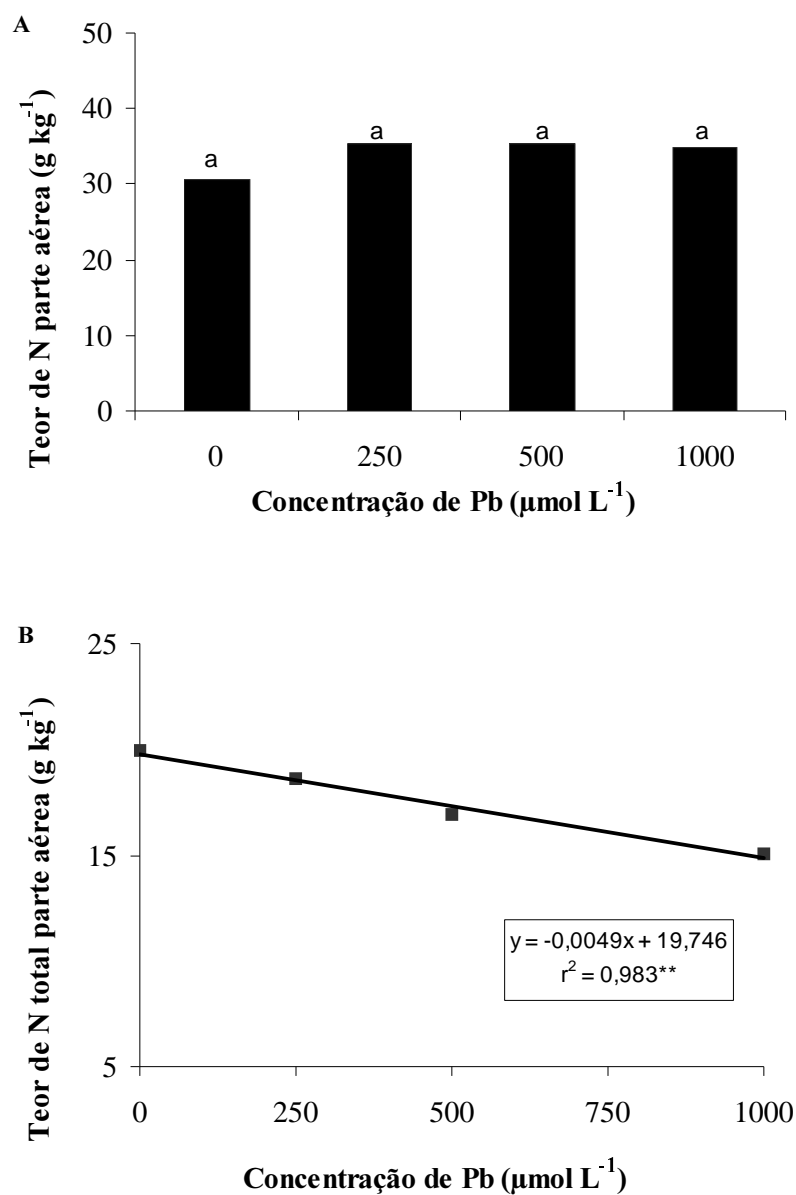 A
Teor de N parte aérea (g kg-1)
50
40
30
20
10
0
a a a a
0 250 500 1000
Concentração de Pb (µmol L-1)
B
Teor de N total parte aérea (g kg-1)
25
15
5
y = -0,0049x + 19,746
r2 = 0,983**
0 250 500 750 1000
Concentração de Pb (µmol L-1)